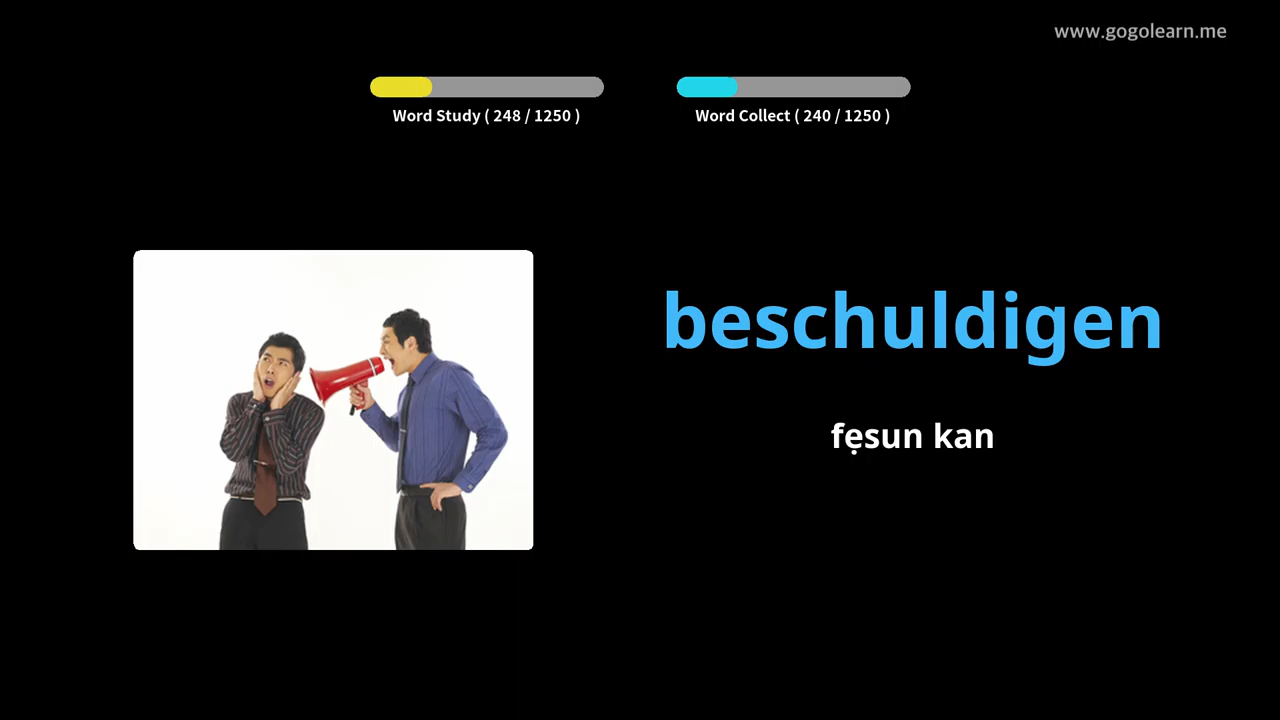 www.gogolearn.me
Word Study ( 248 / 1250 )
Word Collect ( 240 / 1250 )
beschuldigen
fẹsun kan